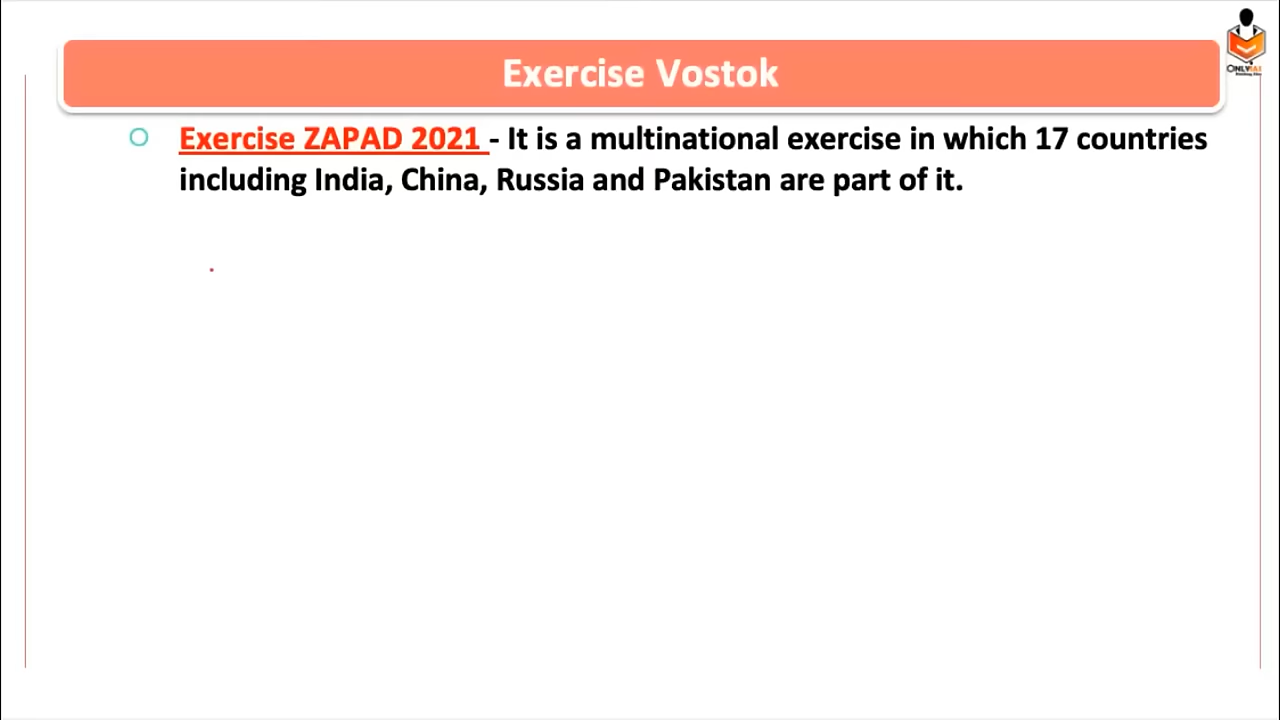 Exercise Vostok
ONLYIAS
Exercise ZAPAD 2021 - It is a multinational exercise in which 17 countries
including India, China, Russia and Pakistan are part of it.